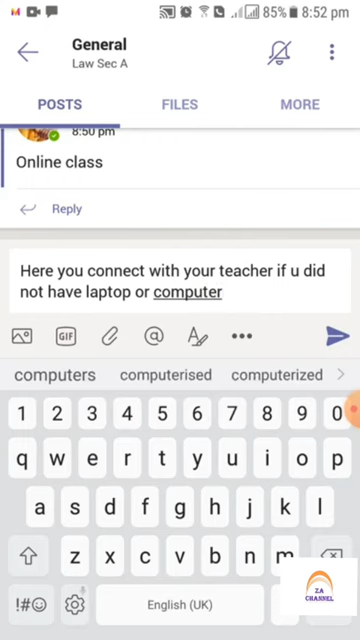 85% 8:52 pm
General
Law Sec A
POSTS FILES MORE
8:50 pm
Online class
Reply
Here you connect with your teacher if u did
not have laptop or computer
GIF @ A •••
computers computerised computerized
1 2 3 4 5 6 7 8 9 0
q w e r t y u i o p
a s d f g h j k l
z x c v b n m
!#☺ English (UK)
ZA
CHANNEL